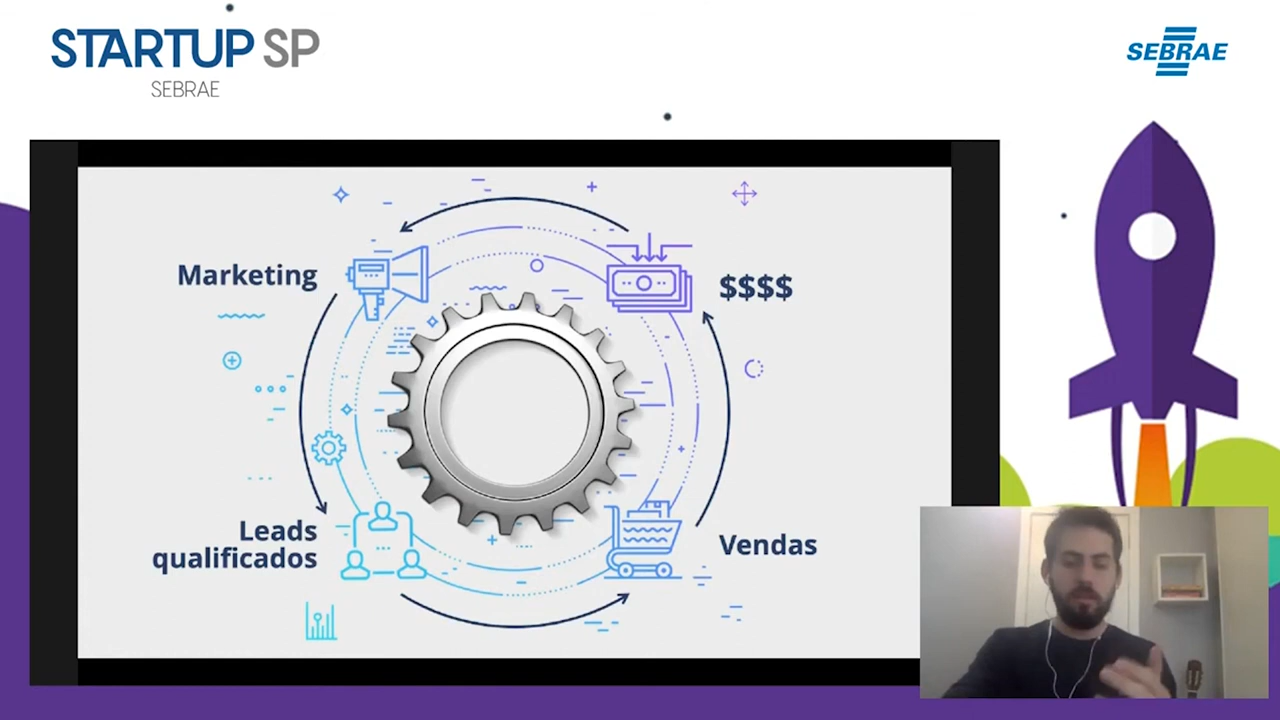 STARTUP SP
SEBRAE
SEBRAE
Marketing
$$$$
Leads
qualificados
Vendas